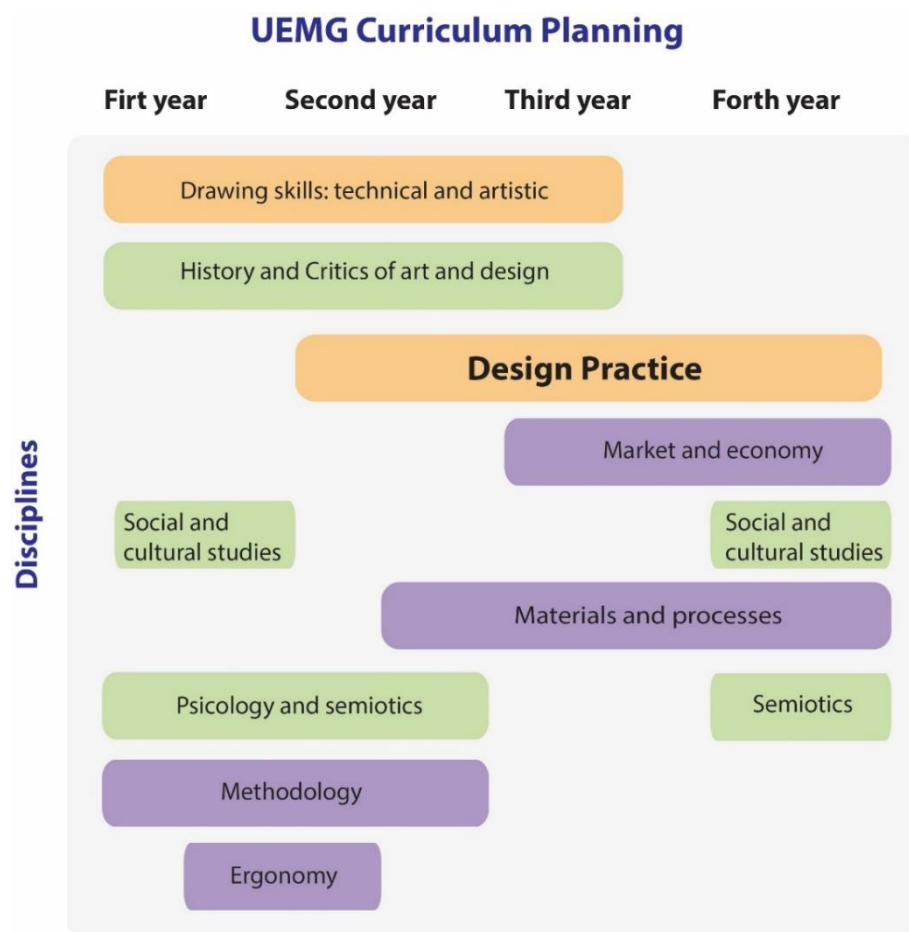 UEMG Curriculum Planning
Firt year Second year Third year Forth year
Disciplines
Drawing skills: technical and artistic
History and Critics of art and design
Design Practice
Market and economy
Social and
cultural studies
Social and
cultural studies
Materials and processes
Psicology and semiotics
Semiotics
Methodology
Ergonomy